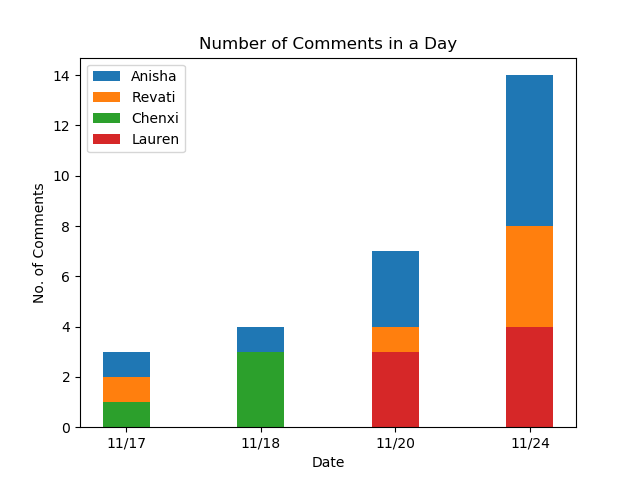 Number of Comments in a Day
Anisha
Revati
Chenxi
Lauren
No. of Comments
14
12
10
8
6
4
2
0
11/17
11/18
11/20
11/24
Date